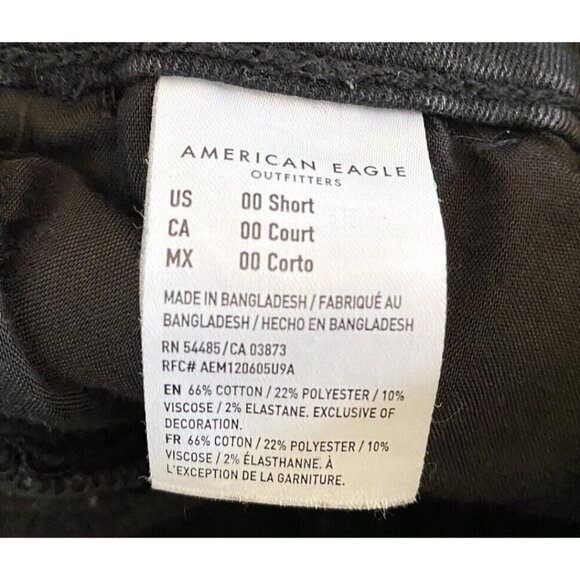 AMERICAN EAGLE
OUTFITTERS
US 00 Short
CA 00 Court
MX 00 Corto
MADE IN BANGLADESH / FABRIQUÉ AU
BANGLADESH / HECHO EN BANGLADESH
RN 54485 / CA 03873
RFC# AEM120605U9A
EN 66% COTTON / 22% POLYESTER / 10%
VISCOSE / 2% ELASTANE. EXCLUSIVE OF
DECORATION.
FR 66% COTON / 22% POLYESTER / 10%
VISCOSE / 2% ÉLASTHANNE. À
L'EXCEPTION DE LA GARNITURE.